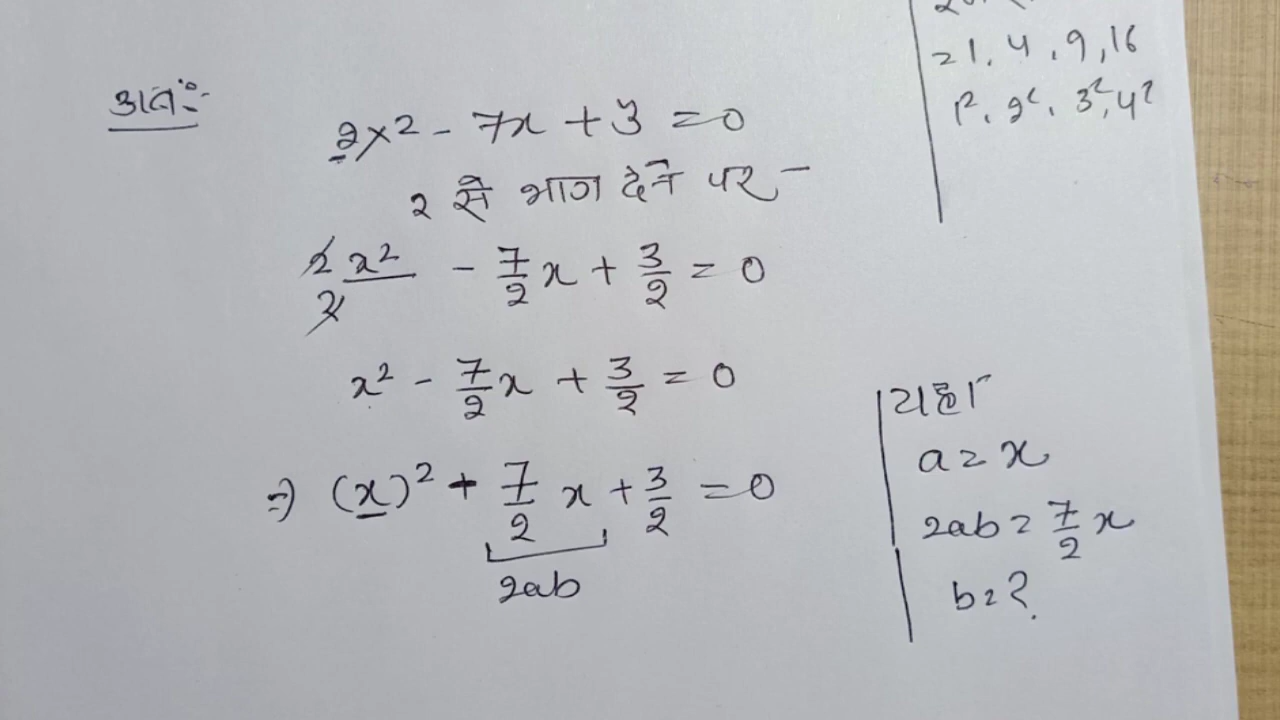 अतः:-
2x² - 7x + 3 = 0
2 से भाग देने पर -
2x²/2 - 7/2 x + 3/2 = 0
x² - 7/2 x + 3/2 = 0
⇒ (x)² - 7/2 x + 3/2 = 0
2ab
= 1, 4, 9, 16
1², 2², 3², 4²
यहाँ
a = x
2ab = 7/2 x
b = ?